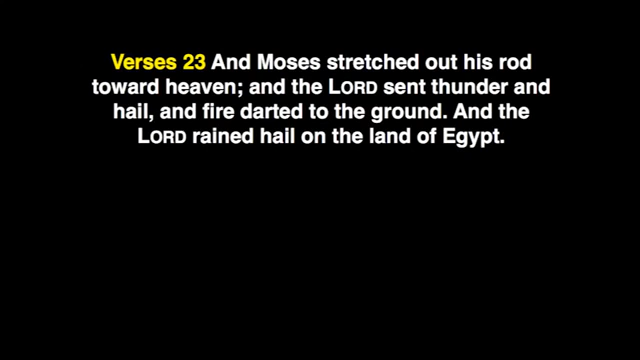 Verses 23 And Moses stretched out his rod
toward heaven; and the LORD sent thunder and
hail, and fire darted to the ground. And the
LORD rained hail on the land of Egypt.